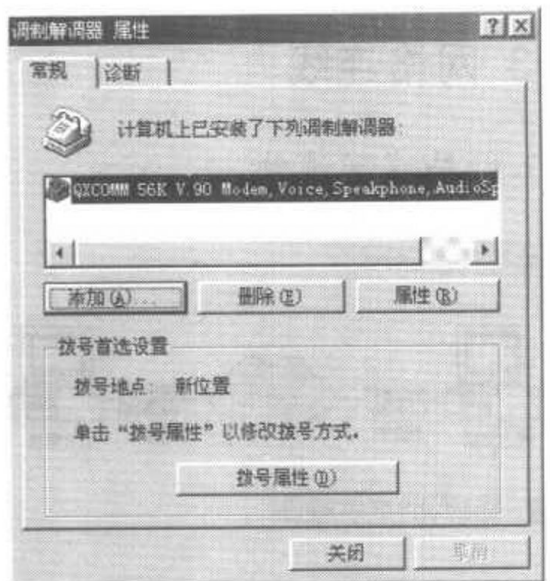 调制解调器 属性
常规 诊断
计算机上已安装了下列调制解调器:
QXCOMM 56K V.90 Modem,Voice,Speakphone,AudioSp
添加(A)... 删除(E) 属性(R)
拨号首选设置
拨号地点: 新位置
单击“拨号属性”以修改拨号方式。
拨号属性(D)
关闭 取消